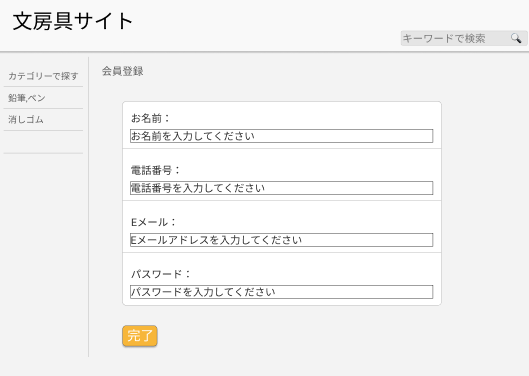 文房具サイト
キーワードで検索
カテゴリーで探す
鉛筆,ペン
消しゴム
会員登録
お名前：
お名前を入力してください
電話番号：
電話番号を入力してください
Eメール：
Eメールアドレスを入力してください
パスワード：
パスワードを入力してください
完了